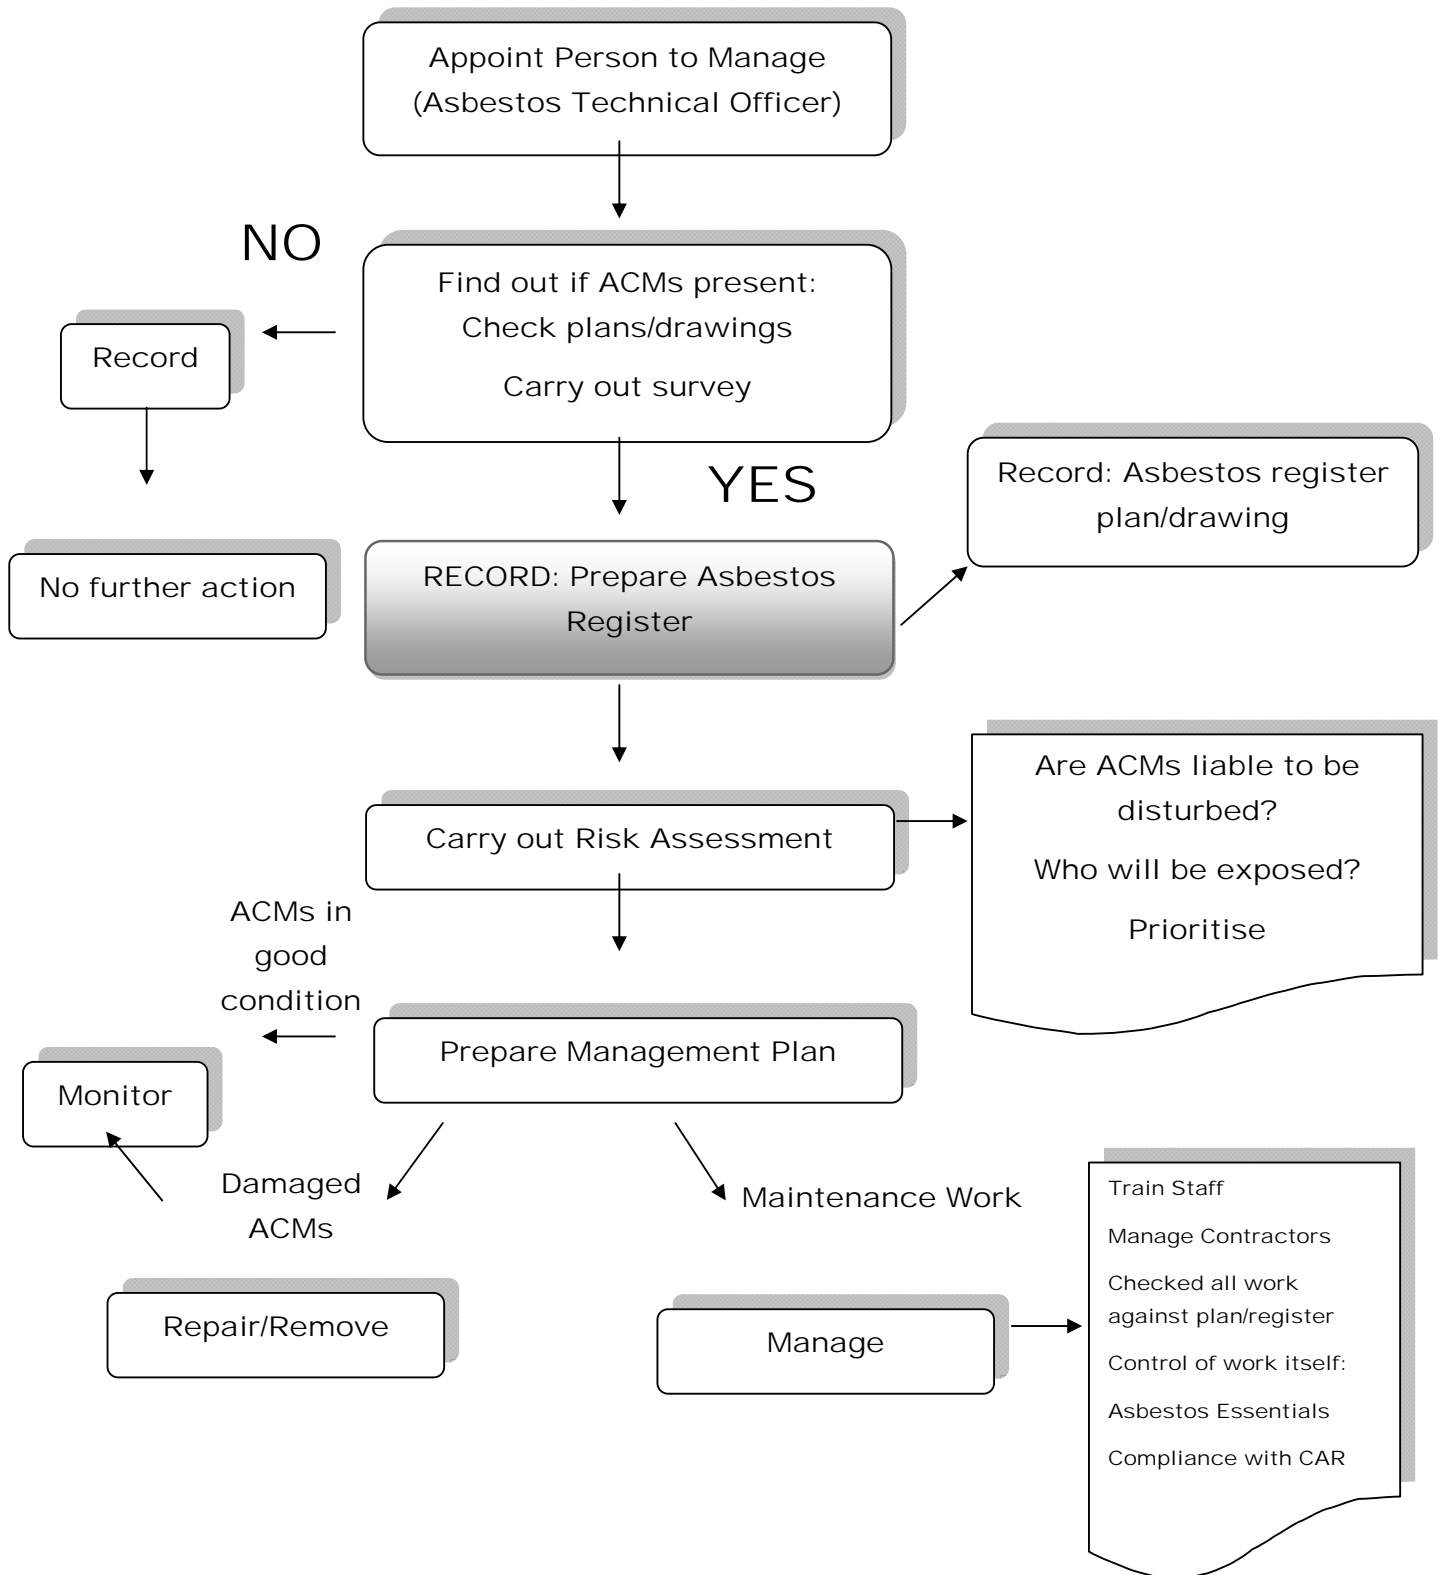 Appoint Person to Manage
(Asbestos Technical Officer)
NO
Find out if ACMs present:
Check plans/drawings
Carry out survey
Record
YES
No further action
Record: Asbestos register
plan/drawing
RECORD: Prepare Asbestos
Register
Carry out Risk Assessment
Are ACMs liable to be
disturbed?
Who will be exposed?
Prioritise
ACMs in
good
condition
Prepare Management Plan
Monitor
Damaged
ACMs
Maintenance Work
Repair/Remove
Manage
Train Staff
Manage Contractors
Checked all work
against plan/register
Control of work itself:
Asbestos Essentials
Compliance with CAR